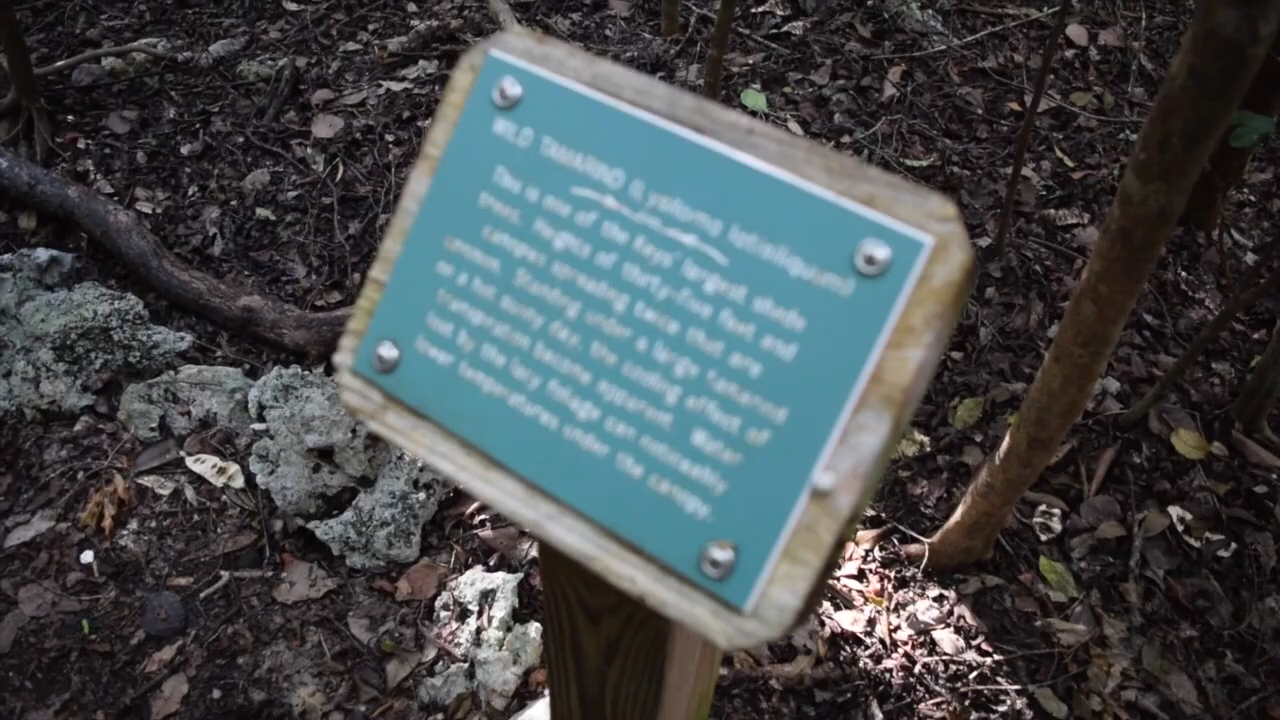 WILD TAMARIND (Lysiloma latisiliquum)
This is one of the Keys' largest shade
trees. Heights of thirty-five feet and
canopies spreading twice that are
common. Standing under a large tamarind
on a hot sunny day, the cooling effect of
transpiration become apparent. Water
lost by the lacy foliage can noticeably
lower temperatures under the canopy.